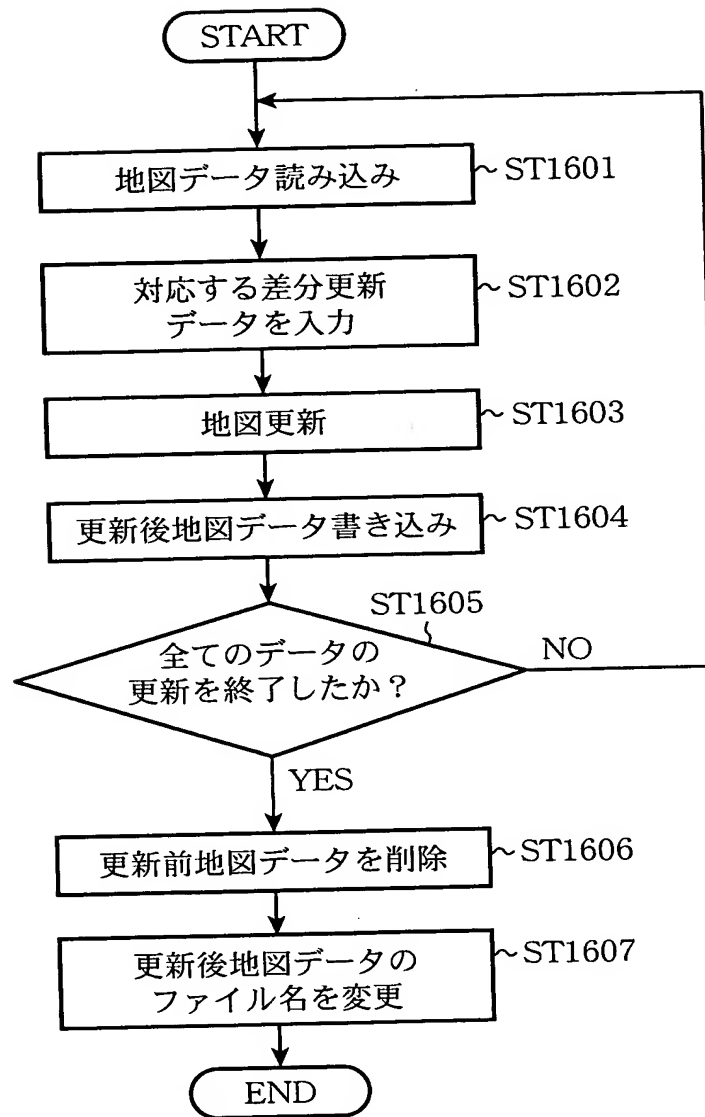 START
地図データ読み込み
ST1601
対応する差分更新
データを入力
ST1602
地図更新
ST1603
更新後地図データ書き込み
ST1604
ST1605
全てのデータの
更新を終了したか?
NO
YES
更新前地図データを削除
ST1606
更新後地図データの
ファイル名を変更
ST1607
END